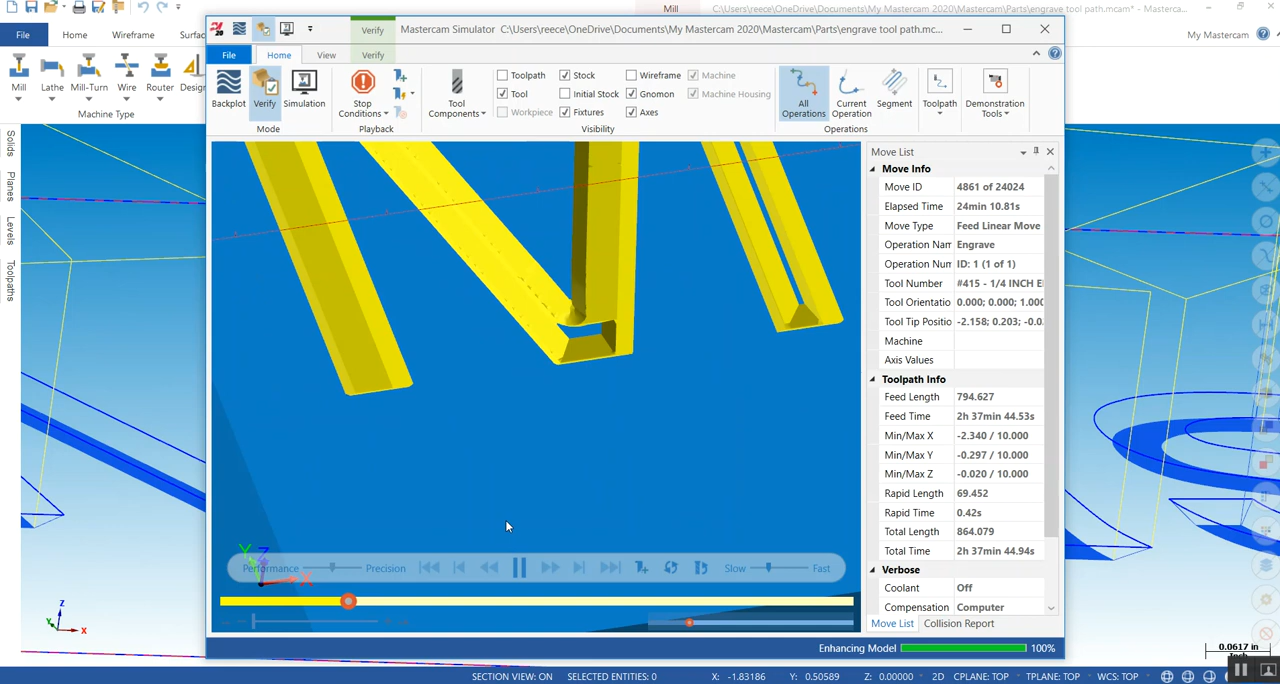 Mill
C:\Users\reece\OneDrive\Documents\My Mastercam 2020\Mastercam\Parts\engrave tool path.mcam* - Masterca...
File
Home
Wireframe
Surfac
My Mastercam
Mill
Lathe
Mill-Turn
Wire
Router
Design
Machine Type
Solids
Planes
Levels
Toolpaths
Verify
Mastercam Simulator C:\Users\reece\OneDrive\Documents\My Mastercam 2020\Mastercam\Parts\engrave tool path.mc...
File
Home
View
Verify
Backplot
Verify
Simulation
Mode
Stop
Conditions
Playback
Tool
Components
Toolpath
Stock
Wireframe
Machine
Tool
Initial Stock
Gnomon
Machine Housing
Workpiece
Fixtures
Axes
Visibility
All
Operations
Current
Operation
Segment
Operations
Toolpath
Demonstration
Tools
Move List
Move Info
Move ID 4861 of 24024
Elapsed Time 24min 10.81s
Move Type Feed Linear Move
Operation Nam Engrave
Operation Num ID: 1 (1 of 1)
Tool Number #415 - 1/4 INCH E
Tool Orientatio 0.000; 0.000; 1.000
Tool Tip Positio -2.158; 0.203; -0.0
Machine
Axis Values
Toolpath Info
Feed Length 794.627
Feed Time 2h 37min 44.53s
Min/Max X -2.340 / 10.000
Min/Max Y -0.297 / 10.000
Min/Max Z -0.020 / 10.000
Rapid Length 69.452
Rapid Time 0.42s
Total Length 864.079
Total Time 2h 37min 44.94s
Verbose
Coolant Off
Compensation Computer
Move List
Collision Report
Y
Z
X
Performance
Precision
Slow
Fast
Enhancing Model
100%
Z
Y
X
0.0617 in
SECTION VIEW: ON
SELECTED ENTITIES: 0
X: -1.83186
Y: 0.50589
Z: 0.00000
2D
CPLANE: TOP
TPLANE: TOP
WCS: TOP